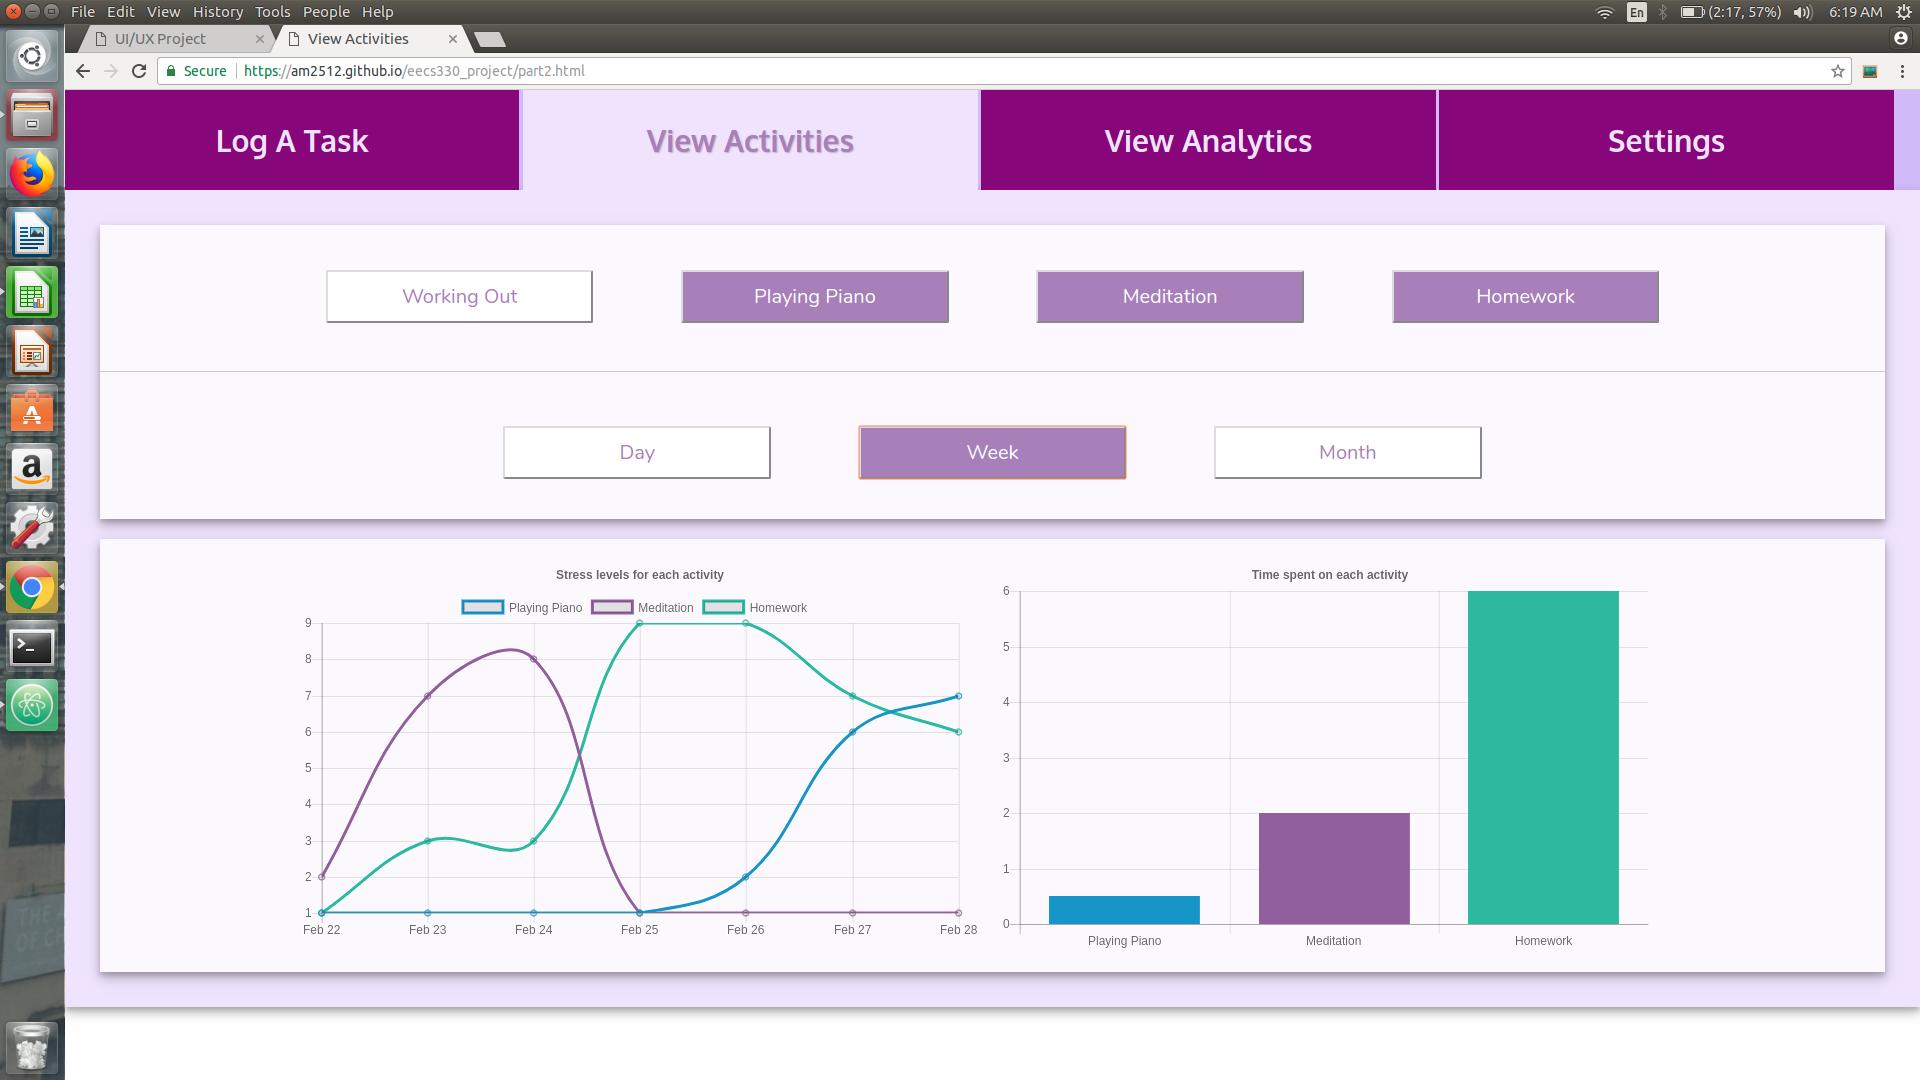 File Edit View History Tools People Help
En (2:17, 57%) 6:19 AM
UI/UX Project View Activities
Secure https://am2512.github.io/eecs330_project/part2.html
Log A Task View Activities View Analytics Settings
Working Out Playing Piano Meditation Homework
Day Week Month
Stress levels for each activity
Playing Piano Meditation Homework
9
8
7
6
5
4
3
2
1
Feb 22 Feb 23 Feb 24 Feb 25 Feb 26 Feb 27 Feb 28
Time spent on each activity
6
5
4
3
2
1
0
Playing Piano Meditation Homework